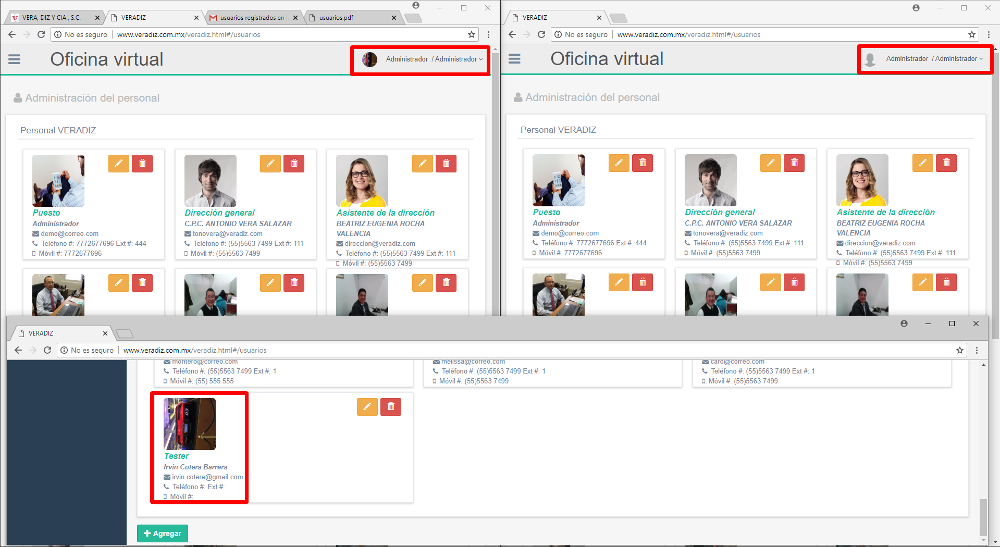 VERA, DIZ Y CIA., S.C.
VERADIZ
usuarios registrados en l
usuarios.pdf
No es seguro
www.veradiz.com.mx/veradiz.html#/usuarios
Oficina virtual
Administrador / Administrador
Administración del personal
Personal VERADIZ
Puesto
Administrador
demo@correo.com
Teléfono #: 7772677696 Ext #: 444
Móvil #: 7772677696
Dirección general
C.P.C. ANTONIO VERA SALAZAR
tonovera@veradiz.com
Teléfono #: (55)5563 7499 Ext #: 111
Móvil #: (55)5563 7499
Asistente de la dirección
BEATRIZ EUGENIA ROCHA
VALENCIA
direccion@veradiz.com
Teléfono #: (55)5563 7499 Ext #: 111
Móvil #: (55)5563 7499
VERADIZ
No es seguro
www.veradiz.com.mx/veradiz.html#/usuarios
Oficina virtual
Administrador / Administrador
Administración del personal
Personal VERADIZ
Puesto
Administrador
demo@correo.com
Teléfono #: 7772677696 Ext #: 444
Móvil #: 7772677696
Dirección general
C.P.C. ANTONIO VERA SALAZAR
tonovera@veradiz.com
Teléfono #: (55)5563 7499 Ext #: 111
Móvil #: (55)5563 7499
Asistente de la dirección
BEATRIZ EUGENIA ROCHA
VALENCIA
direccion@veradiz.com
Teléfono #: (55)5563 7499 Ext #: 111
Móvil #: (55)5563 7499
VERADIZ
No es seguro
www.veradiz.com.mx/veradiz.html#/usuarios
montero@correo.com
Teléfono #: (55)5563 7499 Ext #: 1
Móvil #: (55) 555 555
melissa@correo.com
Teléfono #: (55)5563 7499 Ext #: 1
Móvil #: (55)5563 7499
caro@correo.com
Teléfono #: (55)5563 7499 Ext #: 1
Móvil #: (55)5563 7499
Tester
Irvin Cotera Barrera
irvin.cotera@gmail.com
Teléfono #: Ext #:
Móvil #:
Agregar